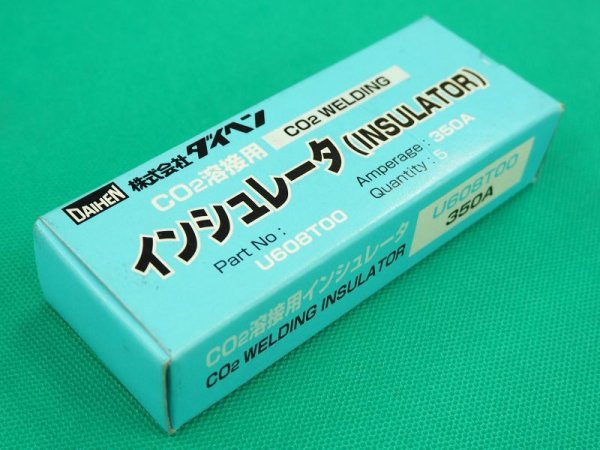 DAIHEN 株式会社 ダイヘン
CO2溶接用 CO2 WELDING
インシュレータ (INSULATOR)
Part No : Amperage : 350A
U608T00 Quantity : 5
CO2溶接用インシュレータ U608T00
CO2 WELDING INSULATOR 350A